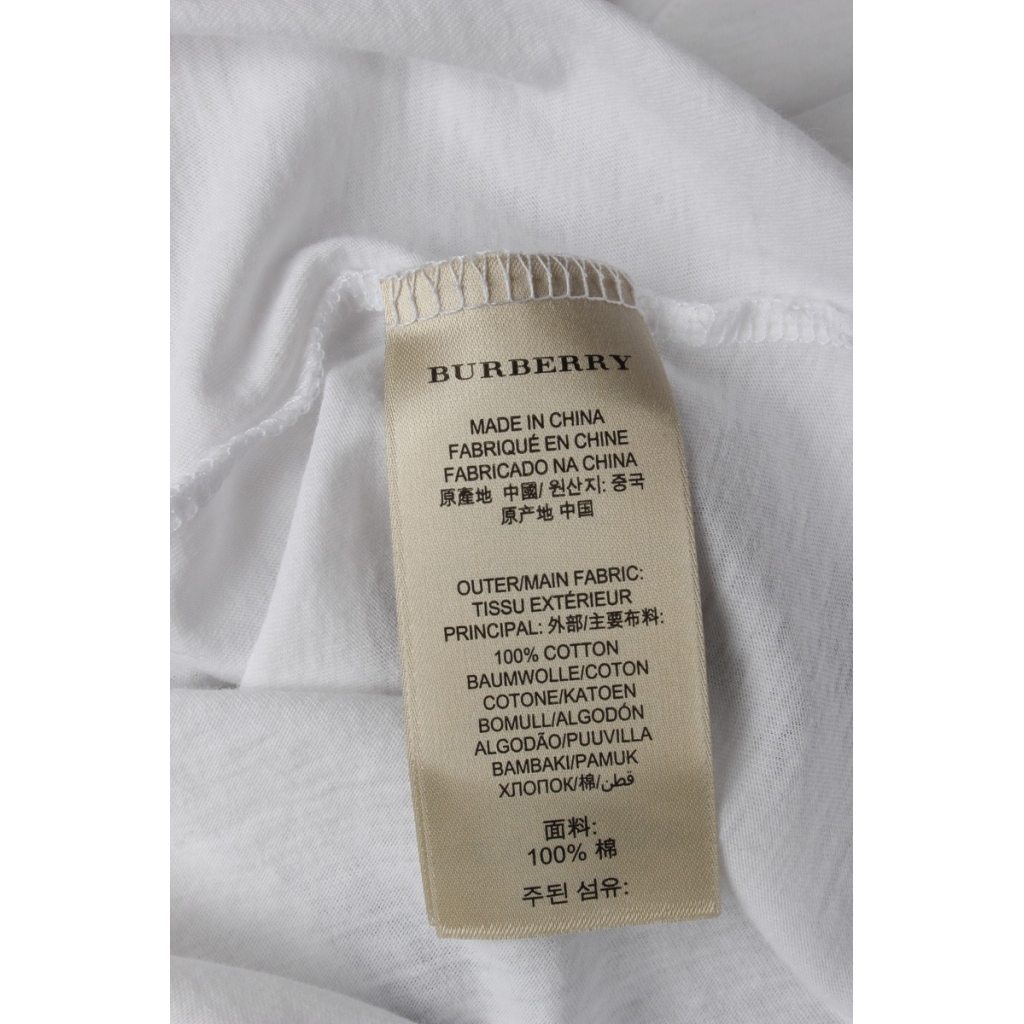 BURBERRY
MADE IN CHINA
FABRIQUÉ EN CHINE
FABRICADO NA CHINA
原產地 中國/ 원산지: 중국
原产地 中国
OUTER/MAIN FABRIC:
TISSU EXTÉRIEUR
PRINCIPAL: 外部/主要布料:
100% COTTON
BAUMWOLLE/COTON
COTONE/KATOEN
BOMULL/ALGODÓN
ALGODÃO/PUUVILLA
BAMBAKI/PAMUK
ХЛОПОК/棉/قطن
面料:
100% 棉
주된 섬유: